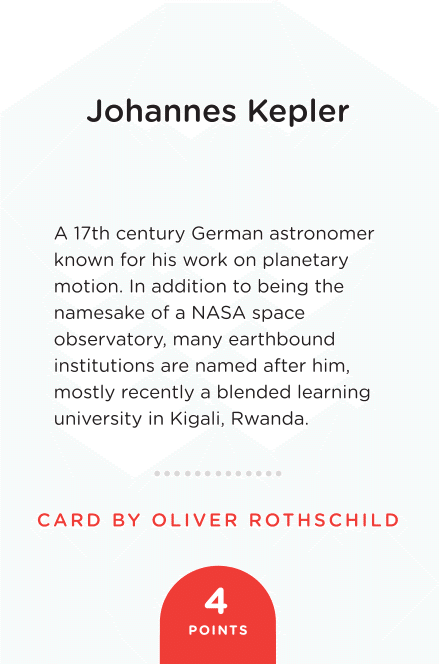 Johannes Kepler
A 17th century German astronomer
known for his work on planetary
motion. In addition to being the
namesake of a NASA space
observatory, many earthbound
institutions are named after him,
mostly recently a blended learning
university in Kigali, Rwanda.
CARD BY OLIVER ROTHSCHILD
4
POINTS